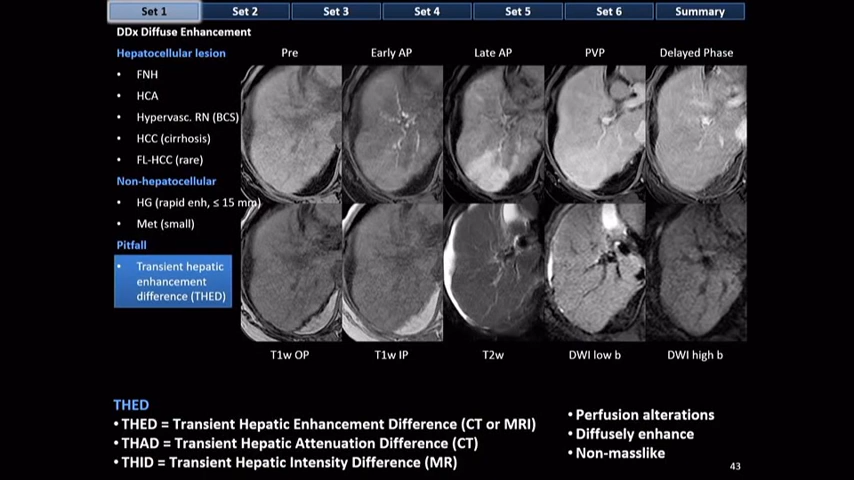 Set 1 Set 2 Set 3 Set 4 Set 5 Set 6 Summary
DDx Diffuse Enhancement
Hepatocellular lesion
• FNH
• HCA
• Hypervasc. RN (BCS)
• HCC (cirrhosis)
• FL-HCC (rare)
Non-hepatocellular
• HG (rapid enh, ≤ 15 mm)
• Met (small)
Pitfall
• Transient hepatic
enhancement
difference (THED)
Pre Early AP Late AP PVP Delayed Phase
T1w OP T1w IP T2w DWI low b DWI high b
THED
• THED = Transient Hepatic Enhancement Difference (CT or MRI)
• THAD = Transient Hepatic Attenuation Difference (CT)
• THID = Transient Hepatic Intensity Difference (MR)
• Perfusion alterations
• Diffusely enhance
• Non-masslike
43